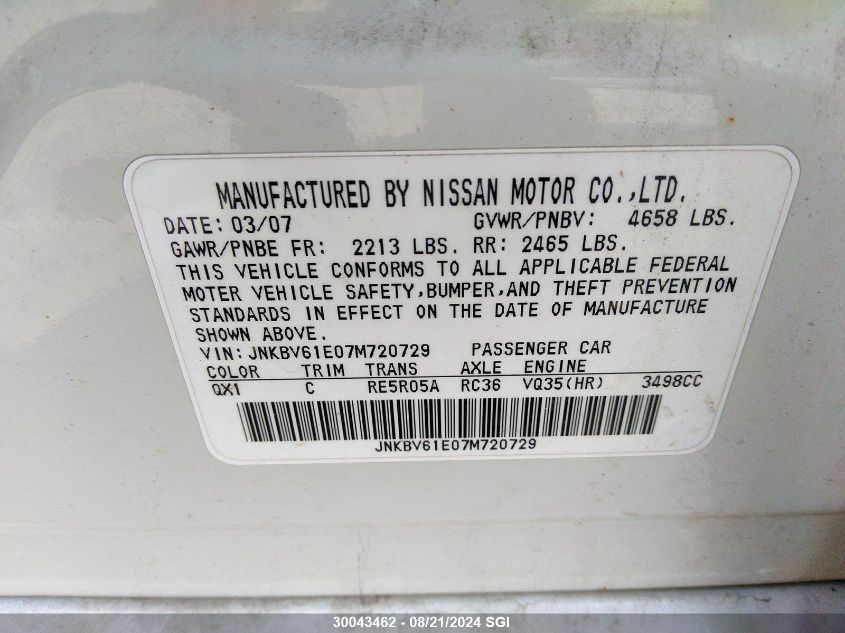 MANUFACTURED BY NISSAN MOTOR CO.,LTD.
DATE: 03/07 GVWR/PNBV: 4658 LBS.
GAWR/PNBE FR: 2213 LBS. RR: 2465 LBS.
THIS VEHICLE CONFORMS TO ALL APPLICABLE FEDERAL
MOTER VEHICLE SAFETY,BUMPER,AND THEFT PREVENTION
STANDARDS IN EFFECT ON THE DATE OF MANUFACTURE
SHOWN ABOVE.
VIN: JNKBV61E07M720729 PASSENGER CAR
COLOR TRIM TRANS AXLE ENGINE
QX1 C RE5R05A RC36 VQ35(HR) 3498CC
JNKBV61E07M720729
30043462 - 08/21/2024 SGI